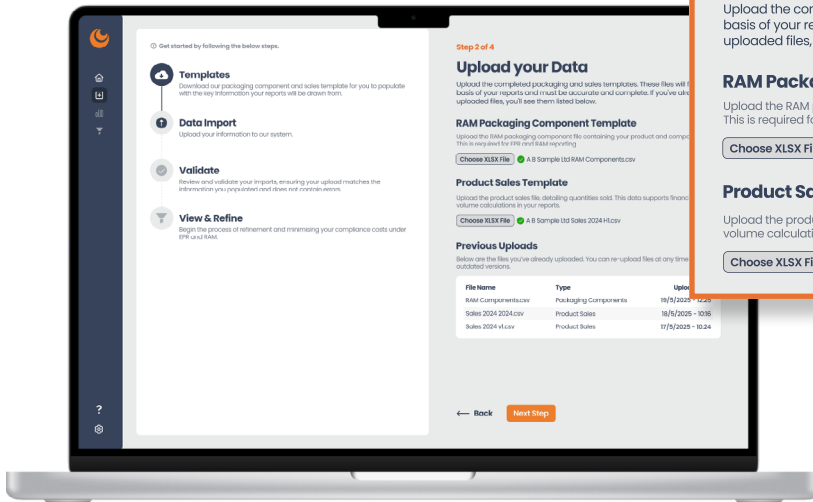 Get started by following the below steps.
Templates
Download our packaging component and sales template for you to populate
with the key information your reports will be drawn from.
Data Import
Upload your information to our system.
Validate
Review and validate your imports, ensuring your upload matches the
information you populated and does not contain errors.
View & Refine
Begin the process of refinement and minimising your compliance costs under
EPR and RAM.
?
Step 2 of 4
Upload your Data
Upload the completed packaging and sales templates. These files will
basis of your reports and must be accurate and complete. If you've
uploaded files, you'll see them listed below.
RAM Packaging Component Template
Upload the RAM packaging component file containing your product and
This is required for EPR and RAM reporting
Choose XLSX File A B Sample Ltd RAM Components.csv
Product Sales Template
Upload the product sales file, detailing quantities sold. This data supports
volume calculations in your reports.
Choose XLSX File A B Sample Ltd Sales 2024 H1.csv
Previous Uploads
Below are the files you've already uploaded. You can re-upload files at any time
outdated versions.
File Name Type
RAM Components.csv Packaging Components 19/5/2025 - 12:25
Sales 2024 2024.csv Product Sales 18/5/2025 - 10:16
Sales 2024 v1.csv Product Sales 17/5/2025 - 10:24
← Back Next Step
Upload the
basis of your
uploaded files,
RAM
Upload the RAM
This is required
Choose XLSX
Product
Upload the
volume
Choose XLSX